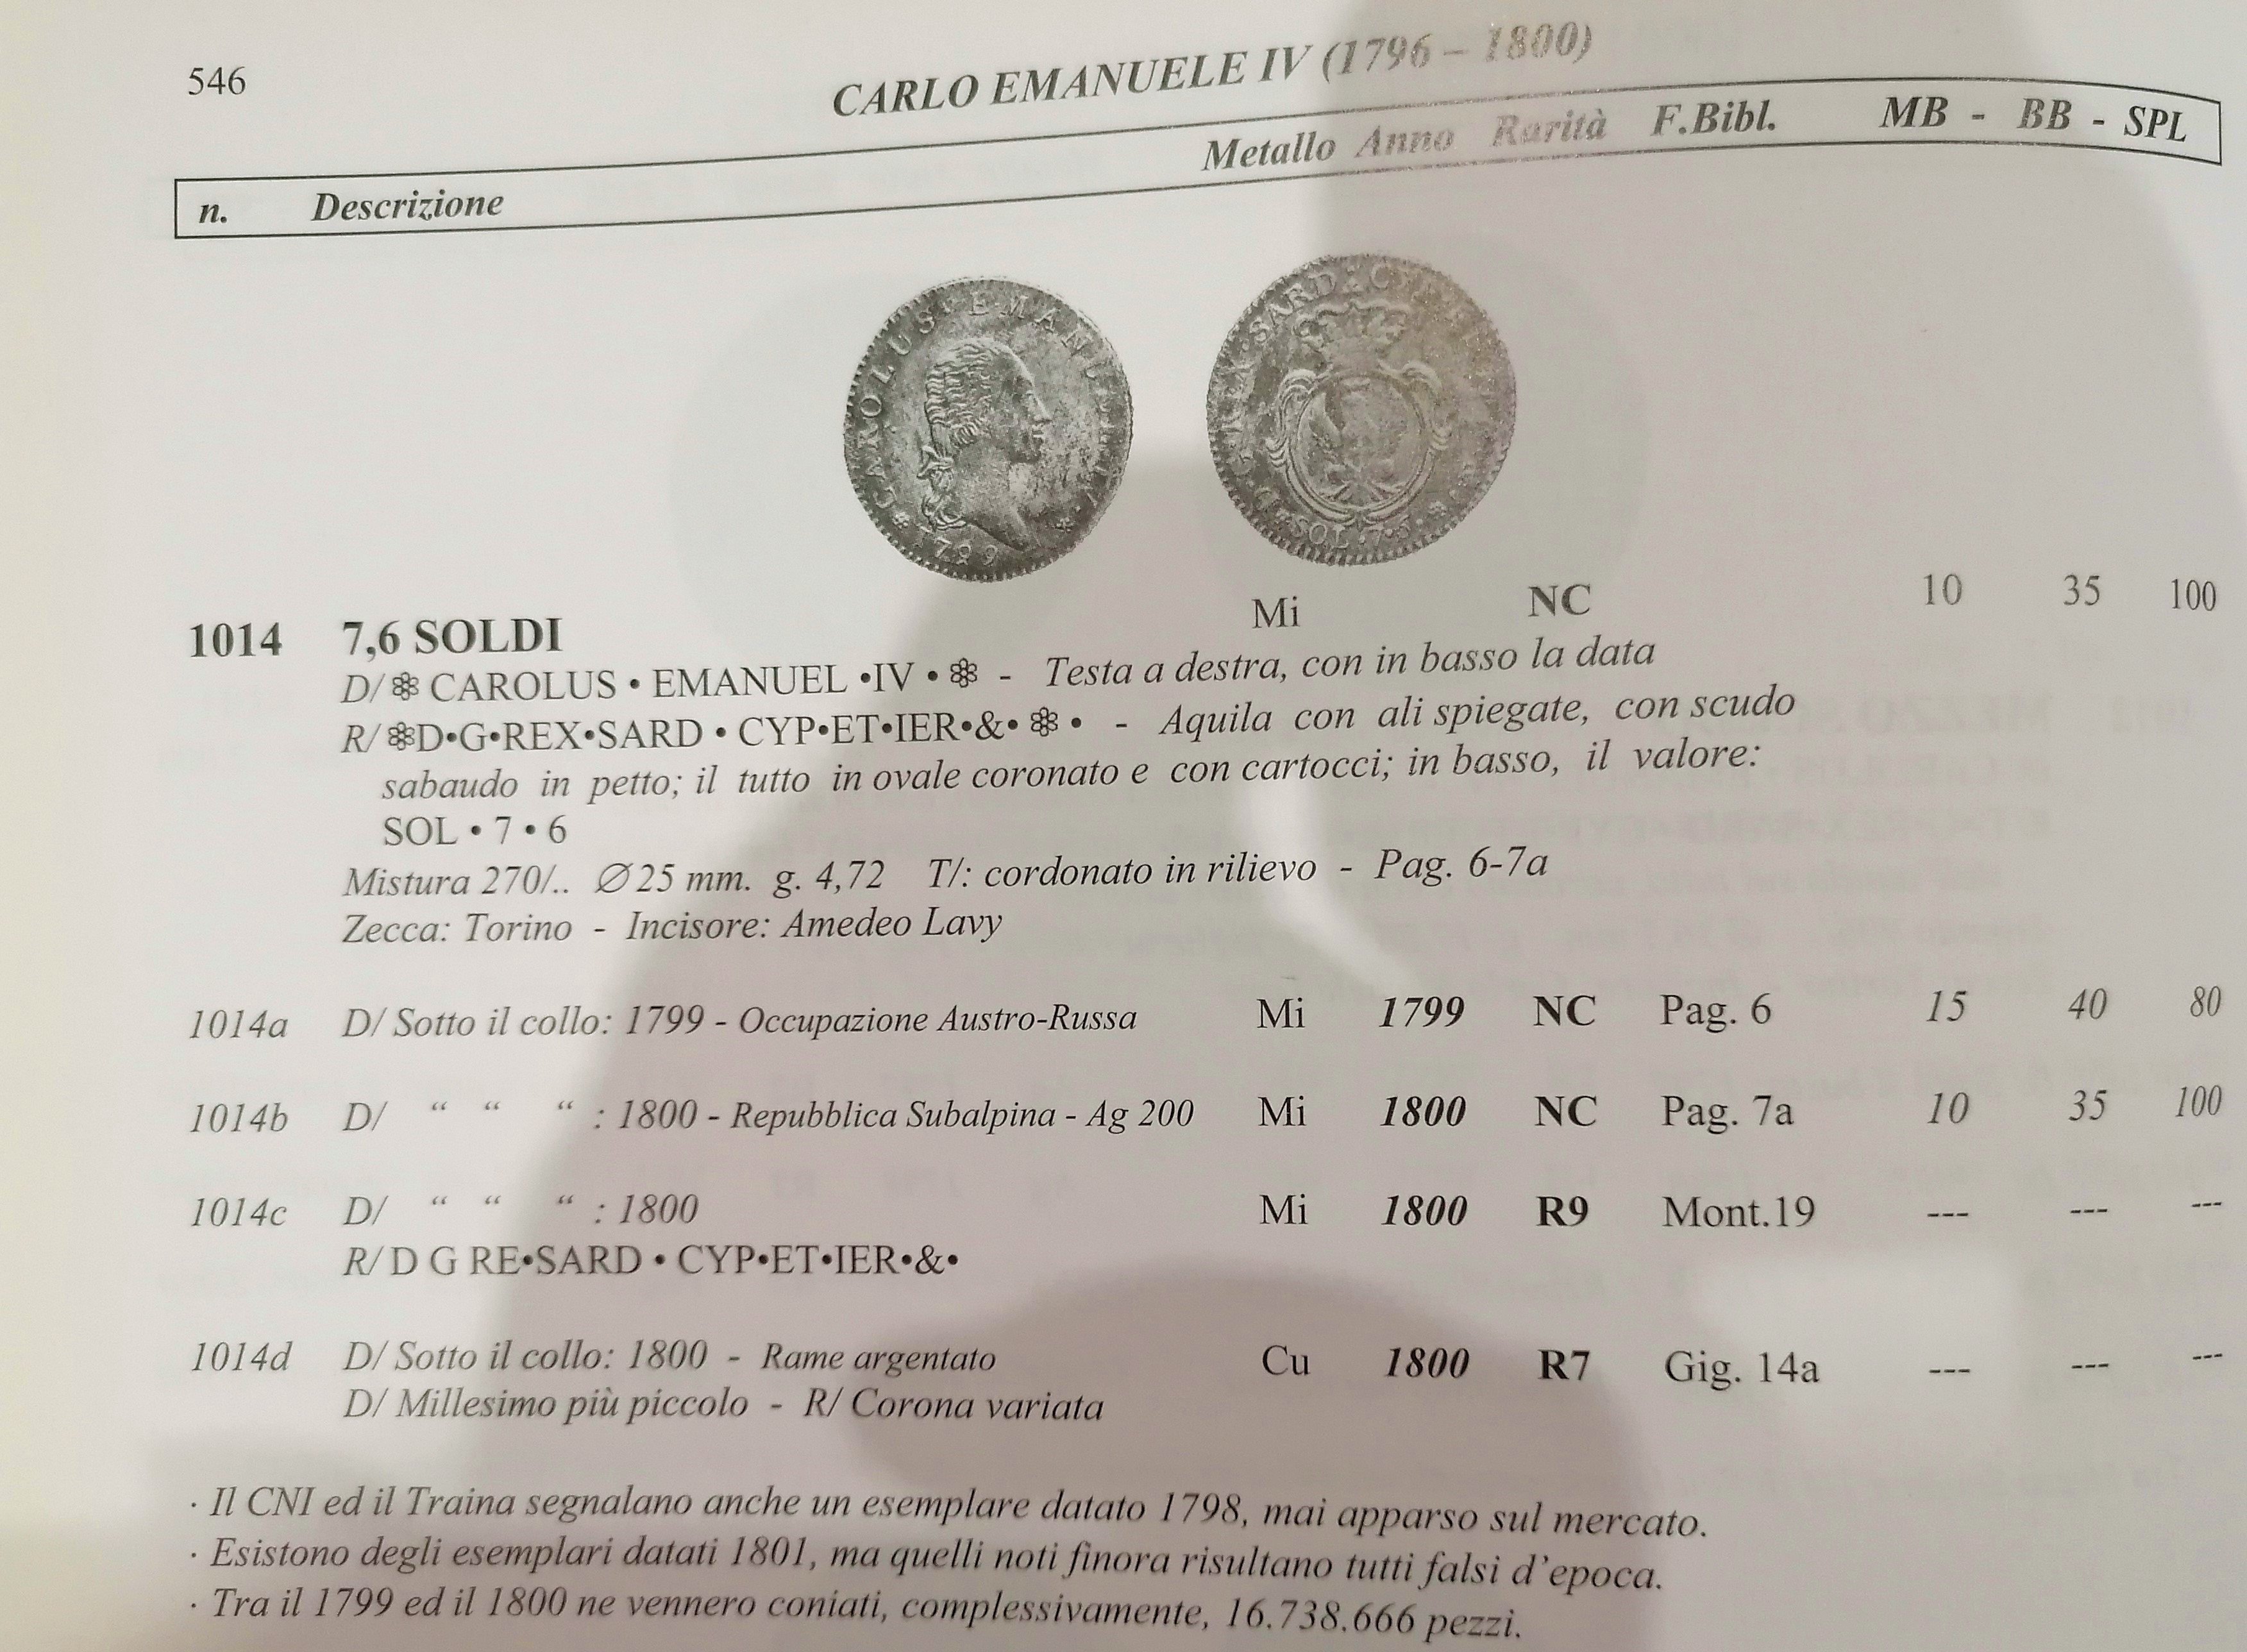 546
CARLO EMANUELE IV (1796 – 1800)
n. Descrizione Metallo Anno Rarità F.Bibl. MB - BB - SPL
CAROLUS · EMANUEL · IV ·
1799
SOL · 7 · 6
1014 7,6 SOLDI Mi NC 10 35 100
D/ ❀ CAROLUS • EMANUEL •IV • ❀ - Testa a destra, con in basso la data
R/ ❀D•G•REX•SARD • CYP•ET•IER•&• ❀ • - Aquila con ali spiegate, con scudo
sabaudo in petto; il tutto in ovale coronato e con cartocci; in basso, il valore:
SOL • 7 • 6
Mistura 270/.. Ø 25 mm. g. 4,72 T/: cordonato in rilievo - Pag. 6-7a
Zecca: Torino - Incisore: Amedeo Lavy
1014a D/ Sotto il collo: 1799 - Occupazione Austro-Russa Mi 1799 NC Pag. 6 15 40 80
1014b D/ “ “ “ : 1800 - Repubblica Subalpina - Ag 200 Mi 1800 NC Pag. 7a 10 35 100
1014c D/ “ “ “ : 1800 Mi 1800 R9 Mont.19 --- --- ---
R/ D G RE•SARD • CYP•ET•IER•&•
1014d D/ Sotto il collo: 1800 - Rame argentato Cu 1800 R7 Gig. 14a --- --- ---
D/ Millesimo più piccolo - R/ Corona variata
· Il CNI ed il Traina segnalano anche un esemplare datato 1798, mai apparso sul mercato.
· Esistono degli esemplari datati 1801, ma quelli noti finora risultano tutti falsi d’epoca.
· Tra il 1799 ed il 1800 ne vennero coniati, complessivamente, 16.738.666 pezzi.